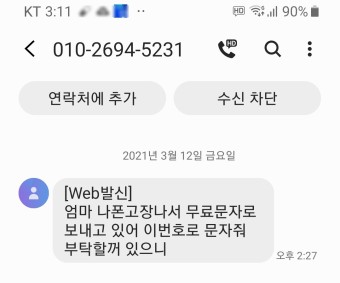 KT 3:11 90%
010-2694-5231
연락처에 추가 수신 차단
2021년 3월 12일 금요일
[Web발신]
엄마 나폰고장나서 무료문자로
보내고 있어 이번호로 문자줘
부탁할꺼 있으니
오후 2:27